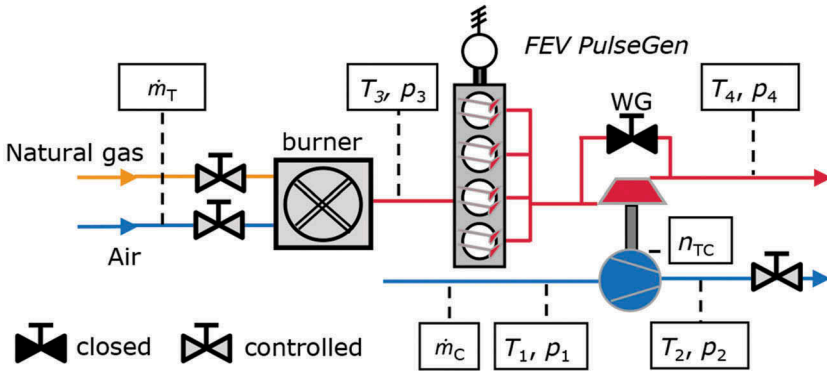 FEV PulseGen
ṁT
T3, p3
WG
T4, p4
burner
Natural gas
Air
nTC
closed
controlled
ṁC
T1, p1
T2, p2